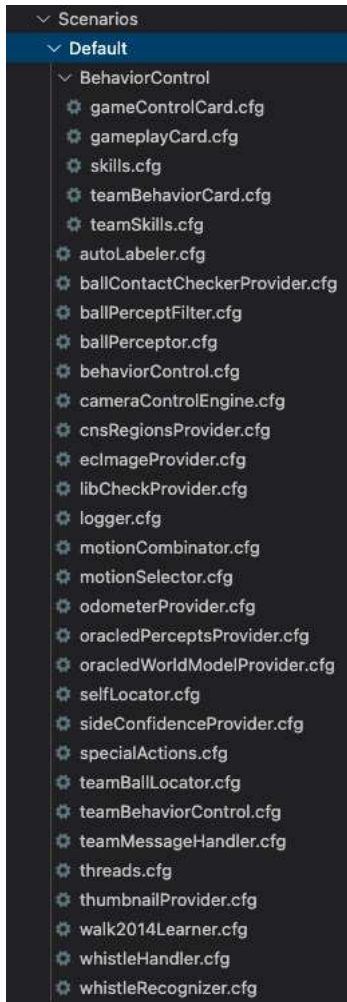 Scenarios
Default
BehaviorControl
gameControlCard.cfg
gameplayCard.cfg
skills.cfg
teamBehaviorCard.cfg
teamSkills.cfg
autoLabeler.cfg
ballContactCheckerProvider.cfg
ballPerceptFilter.cfg
ballPerceptor.cfg
behaviorControl.cfg
cameraControlEngine.cfg
cnsRegionsProvider.cfg
ecImageProvider.cfg
libCheckProvider.cfg
logger.cfg
motionCombinator.cfg
motionSelector.cfg
odometerProvider.cfg
oracledPerceptsProvider.cfg
oracledWorldModelProvider.cfg
selfLocator.cfg
sideConfidenceProvider.cfg
specialActions.cfg
teamBallLocator.cfg
teamBehaviorControl.cfg
teamMessageHandler.cfg
threads.cfg
thumbnailProvider.cfg
walk2014Learner.cfg
whistleHandler.cfg
whistleRecognizer.cfg